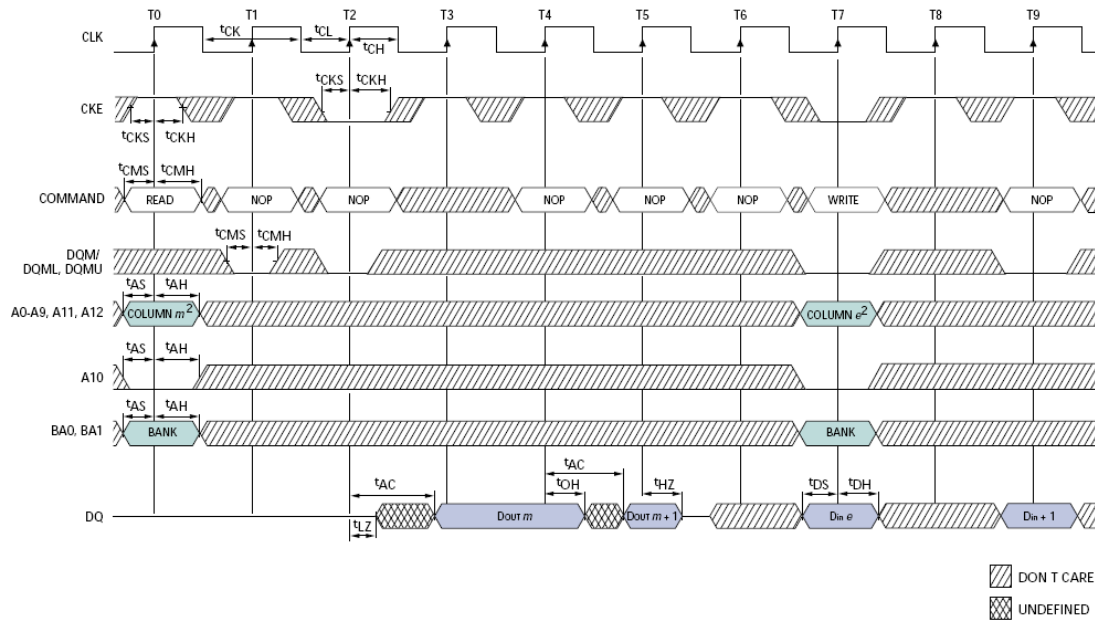 T0 T1 T2 T3 T4 T5 T6 T7 T8 T9
CLK
tCK tCL
tCH
tCKS tCKH
CKE
tCKS tCKH
tCMS tCMH
COMMAND READ NOP NOP NOP NOP NOP WRITE NOP
tCMS tCMH
DQM/
DQML, DQMU
tAS tAH
A0-A9, A11, A12 COLUMN m² COLUMN e²
tAS tAH
A10
tAS tAH
BA0, BA1 BANK BANK
tAC
tAC tOH tHZ tDS tDH
DQ DOUT m DOUT m + 1 Din e Din + 1
tLZ
DON T CARE
UNDEFINED